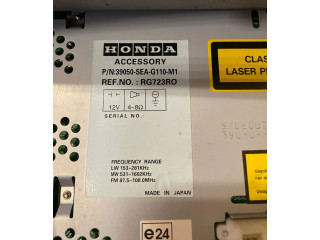 HONDA
ACCESSORY
P/N:39050-SEA-G110-M1
REF.NO. : RG723RO
12V 4-8Ω
SERIAL NO.:
FREQUENCY RANGE
LW 153-281KHz
MW 531-1602KHz
FM 87.5-108.0MHz
MADE IN JAPAN
CLAS
LASER P
e24